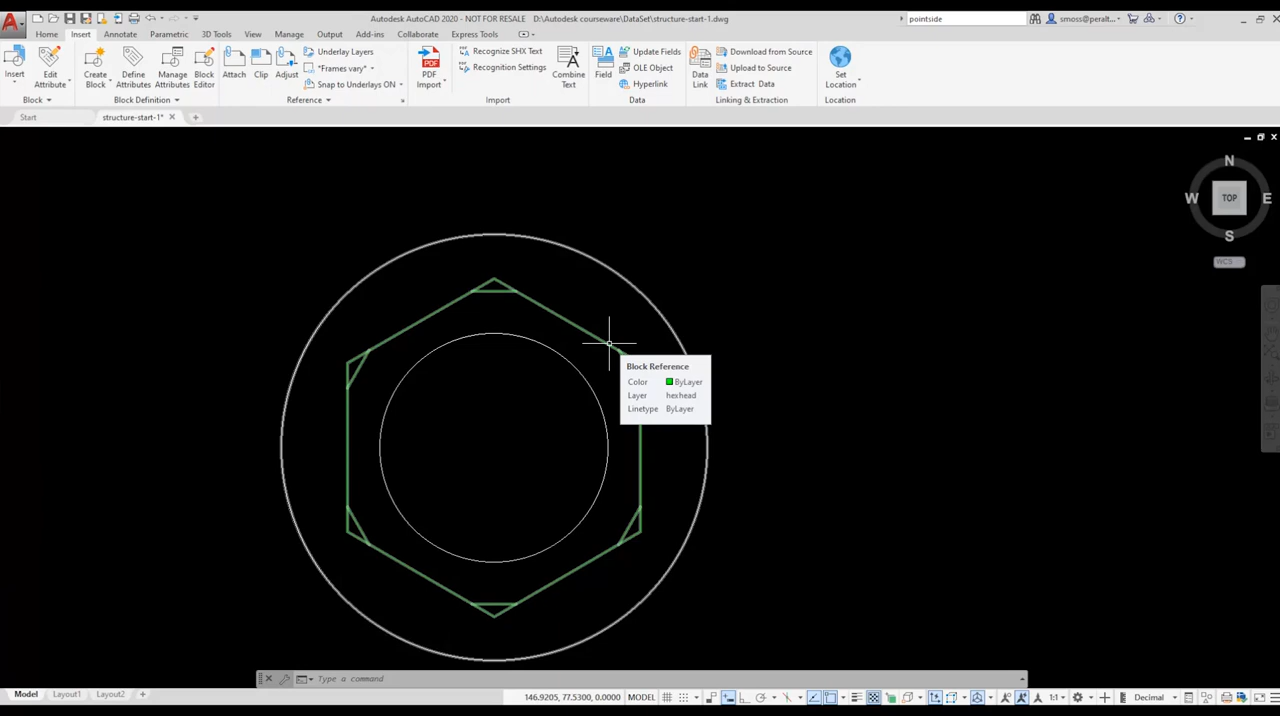 Autodesk AutoCAD 2020 - NOT FOR RESALE D:\Autodesk courseware\DataSet\structure-start-1.dwg
pointside
smoss@peralt...
Home Insert Annotate Parametric 3D Tools View Manage Output Add-ins Collaborate Express Tools
Insert
Edit Attribute
Create Block
Define Attributes
Manage Attributes
Block Editor
Attach
Clip
Adjust
Underlay Layers
*Frames vary*
Snap to Underlays ON
PDF Import
Recognize SHX Text
Recognition Settings
Combine Text
Field
Update Fields
OLE Object
Hyperlink
Data Link
Download from Source
Upload to Source
Extract Data
Set Location
Block Block Definition Reference Import Data Linking & Extraction Location
Start structure-start-1*
N
W TOP E
S
WCS
Block Reference
Color ByLayer
Layer hexhead
Linetype ByLayer
Type a command
Model Layout1 Layout2
146.9205, 77.5300, 0.0000 MODEL
1:1
Decimal